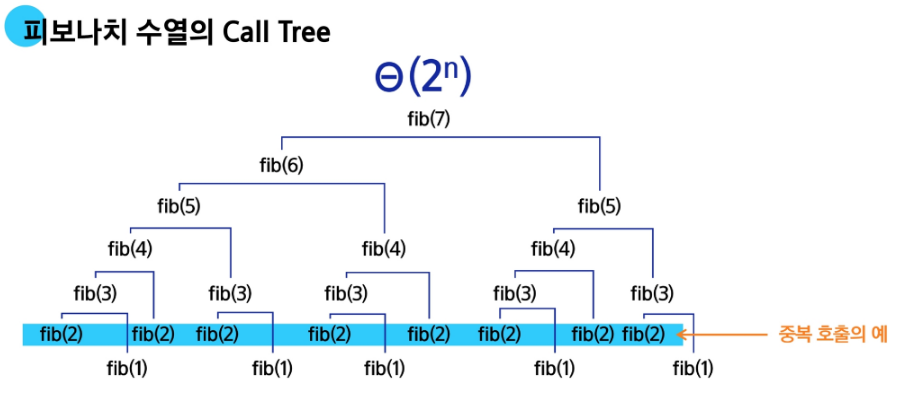 피보나치 수열의 Call Tree
Θ(2ⁿ)
fib(7)
fib(6)
fib(5) fib(5)
fib(4) fib(4) fib(4)
fib(3) fib(3) fib(3) fib(3) fib(3)
fib(2) fib(2) fib(2) fib(2) fib(2) fib(2) fib(2) fib(2) 중복 호출의 예
fib(1) fib(1) fib(1) fib(1) fib(1)